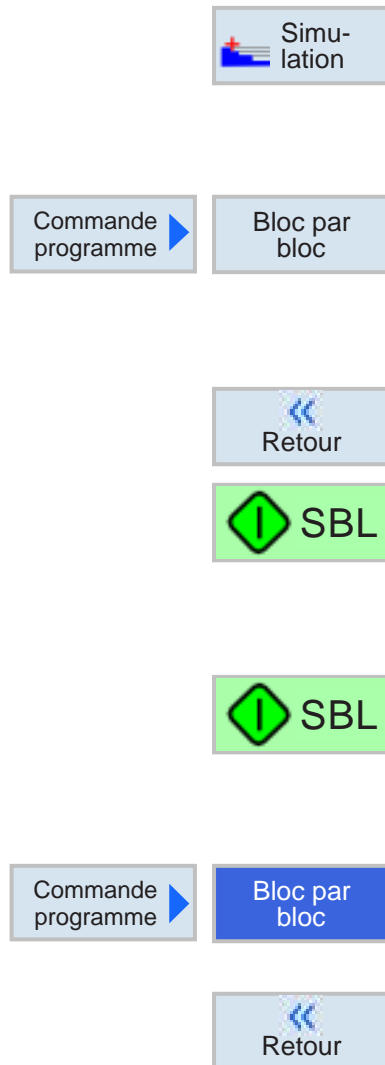 Simu-
lation
Commande
programme
Bloc par
bloc
Retour
SBL
SBL
Commande
programme
Bloc par
bloc
Retour